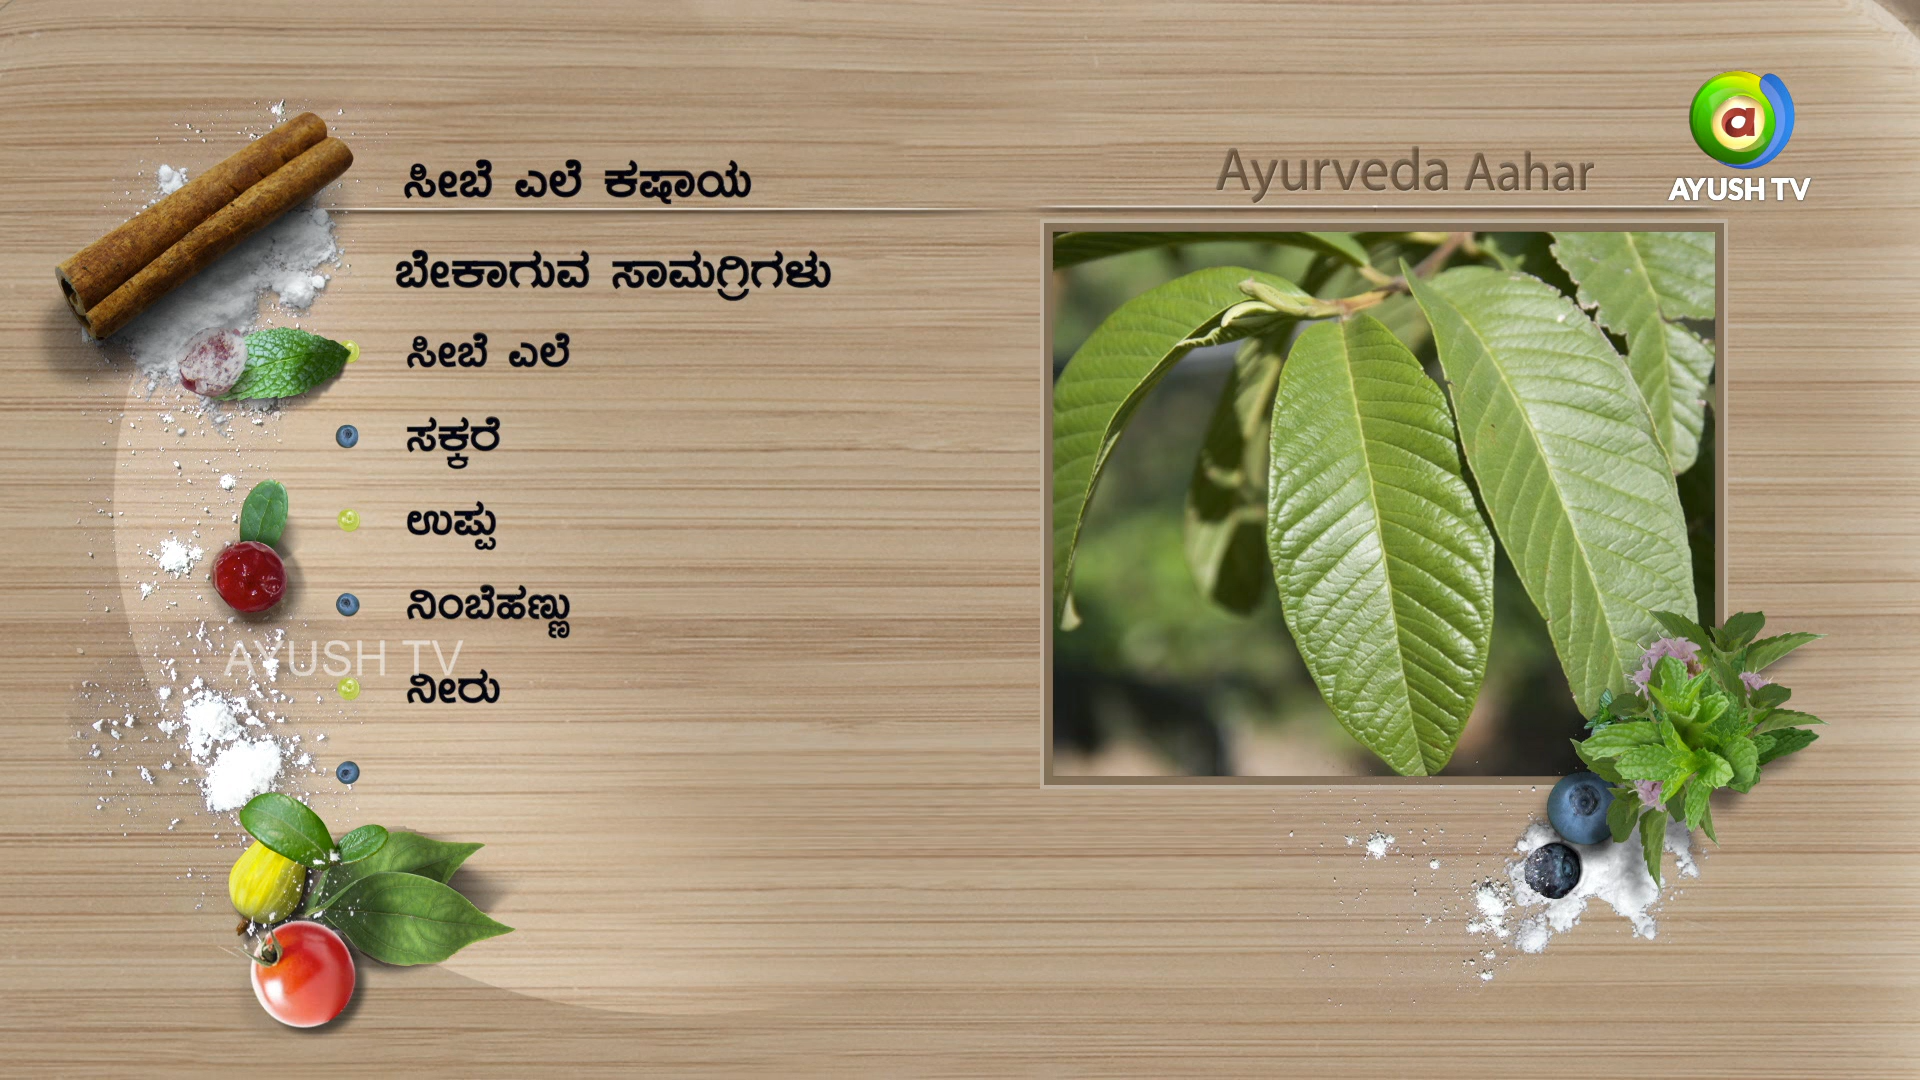 ಸೀಬೆ ಎಲೆ ಕಷಾಯ
Ayurveda Aahar
AYUSH TV
ಬೇಕಾಗುವ ಸಾಮಗ್ರಿಗಳು
ಸೀಬೆ ಎಲೆ
ಸಕ್ಕರೆ
ಉಪ್ಪು
ನಿಂಬೆಹಣ್ಣು
AYUSH TV
ನೀರು